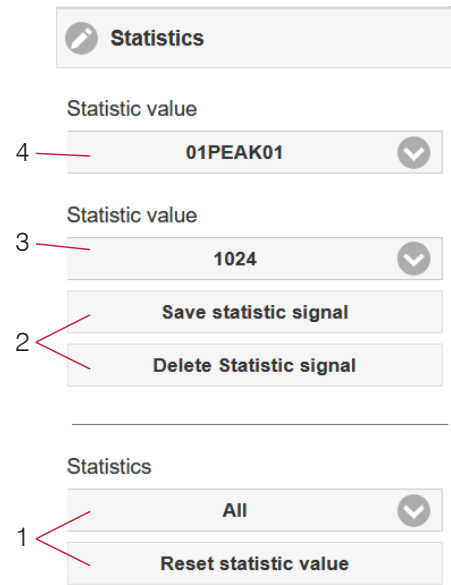 Statistics
Statistic value
4 01PEAK01
Statistic value
3 1024
Save statistic signal
2
Delete Statistic signal
Statistics
All
1
Reset statistic value